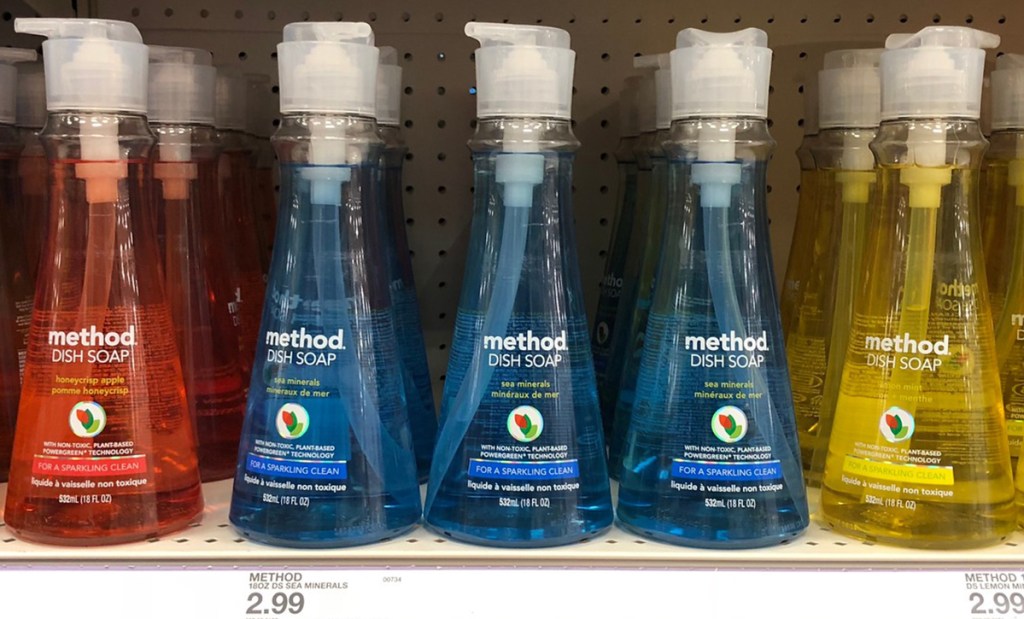 method.
DISH SOAP
honeycrisp apple
pomme honeycrisp
WITH NON-TOXIC, PLANT-BASED
POWERGREEN® TECHNOLOGY
FOR A SPARKLING CLEAN
liquide à vaisselle non toxique
532mL (18 FL OZ)
method.
DISH SOAP
sea minerals
minéraux de mer
WITH NON-TOXIC, PLANT-BASED
POWERGREEN® TECHNOLOGY
FOR A SPARKLING CLEAN
liquide à vaisselle non toxique
532mL (18 FL OZ)
method.
DISH SOAP
sea minerals
minéraux de mer
WITH NON-TOXIC, PLANT-BASED
POWERGREEN® TECHNOLOGY
FOR A SPARKLING CLEAN
liquide à vaisselle non toxique
532mL (18 FL OZ)
method.
DISH SOAP
sea minerals
minéraux de mer
WITH NON-TOXIC, PLANT-BASED
POWERGREEN® TECHNOLOGY
FOR A SPARKLING CLEAN
liquide à vaisselle non toxique
532mL (18 FL OZ)
method.
DISH SOAP
mint
menthe
WITH NON-TOXIC, PLANT-BASED
POWERGREEN® TECHNOLOGY
FOR A SPARKLING CLEAN
liquide à vaisselle non toxique
532mL (18 FL OZ)
METHOD
18OZ DS SEA MINERALS
00734
2.99
METHOD
DS LEMON MI
2.99